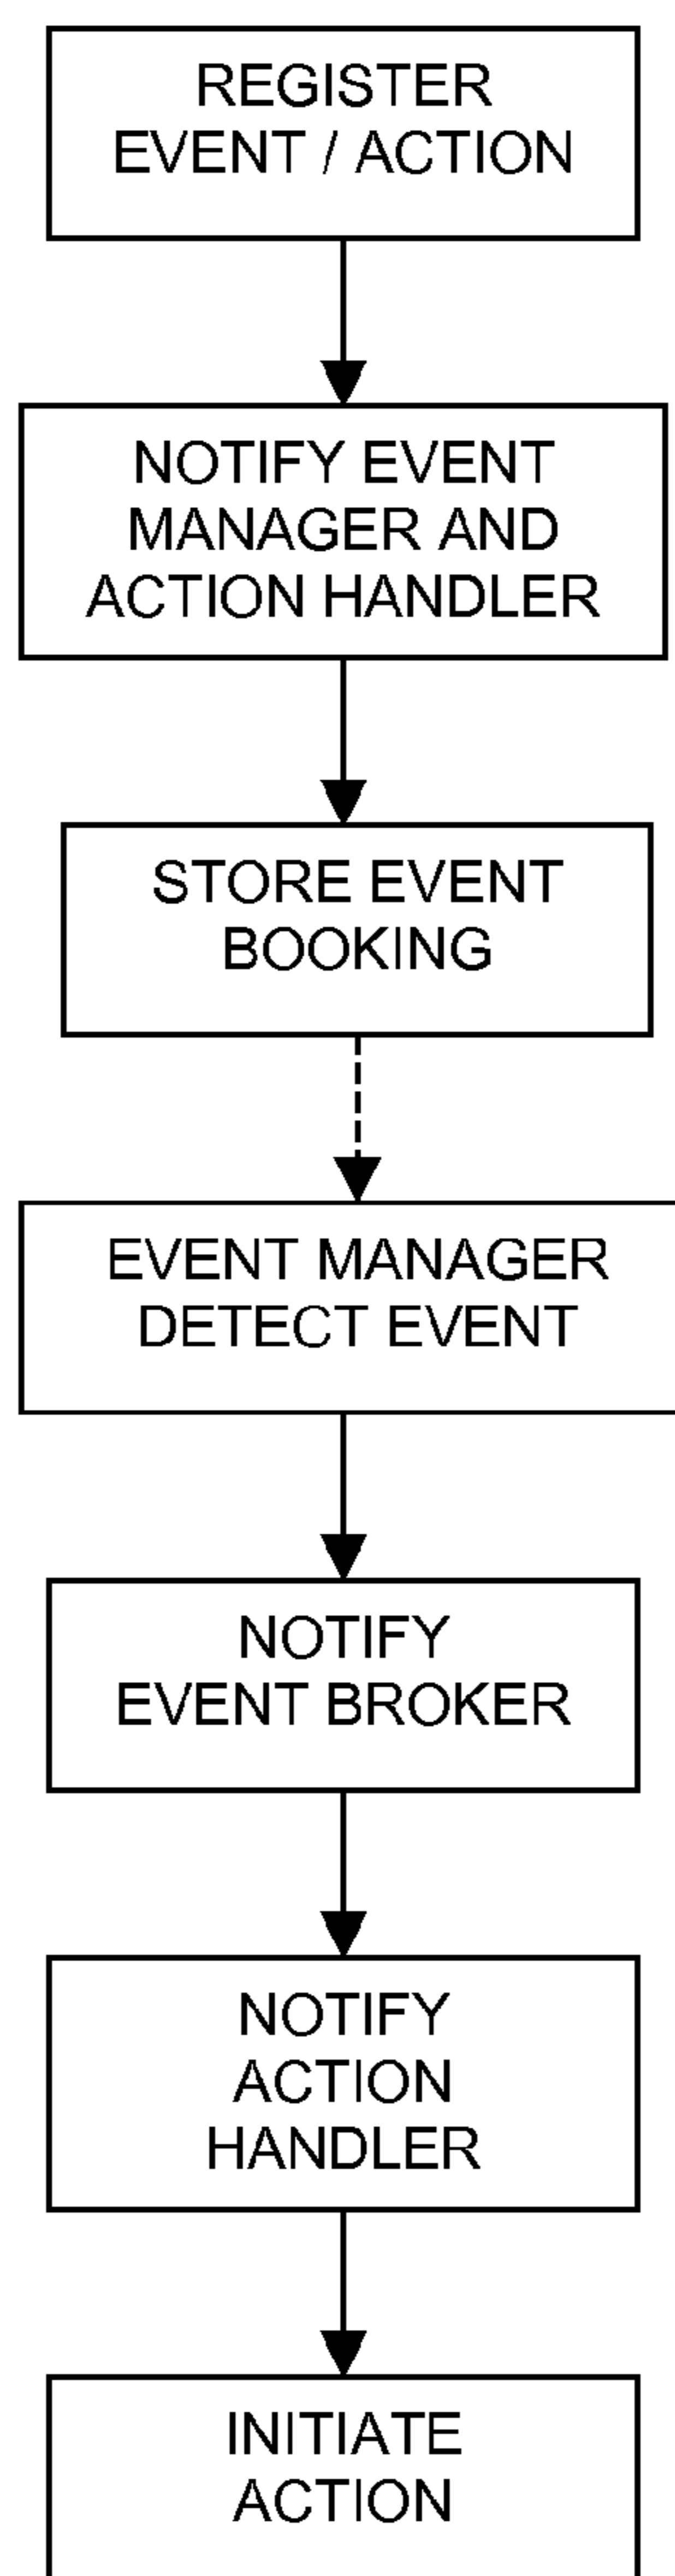 REGISTER
EVENT / ACTION
NOTIFY EVENT
MANAGER AND
ACTION HANDLER
STORE EVENT
BOOKING
EVENT MANAGER
DETECT EVENT
NOTIFY
EVENT BROKER
NOTIFY
ACTION
HANDLER
INITIATE
ACTION